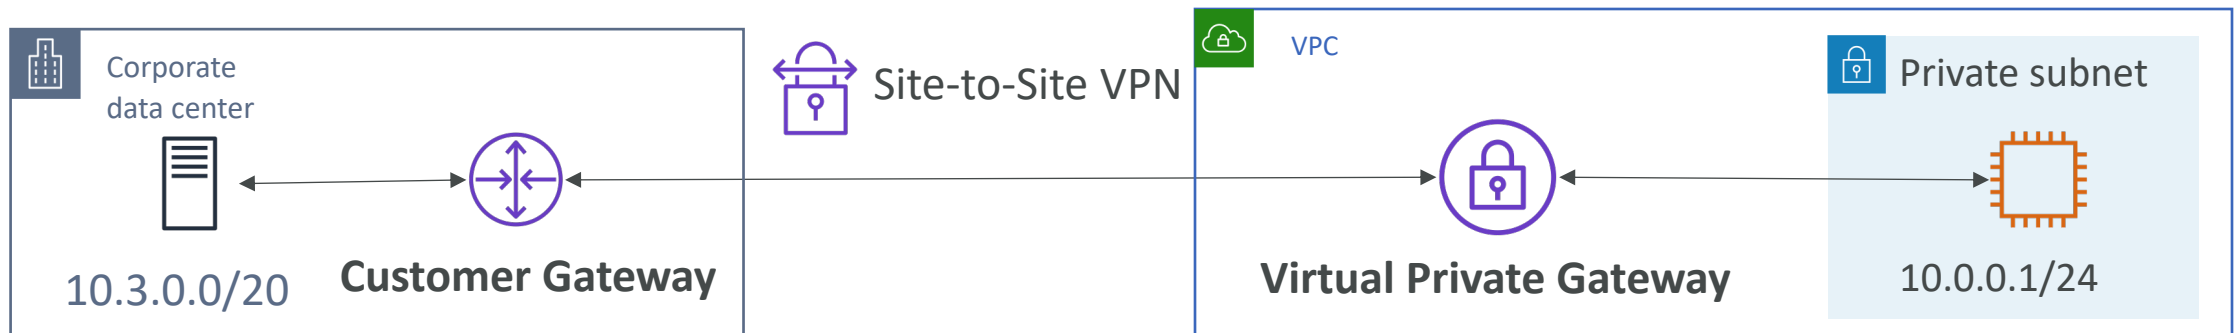 Corporate
data center
10.3.0.0/20
Customer Gateway
Site-to-Site VPN
VPC
Virtual Private Gateway
Private subnet
10.0.0.1/24